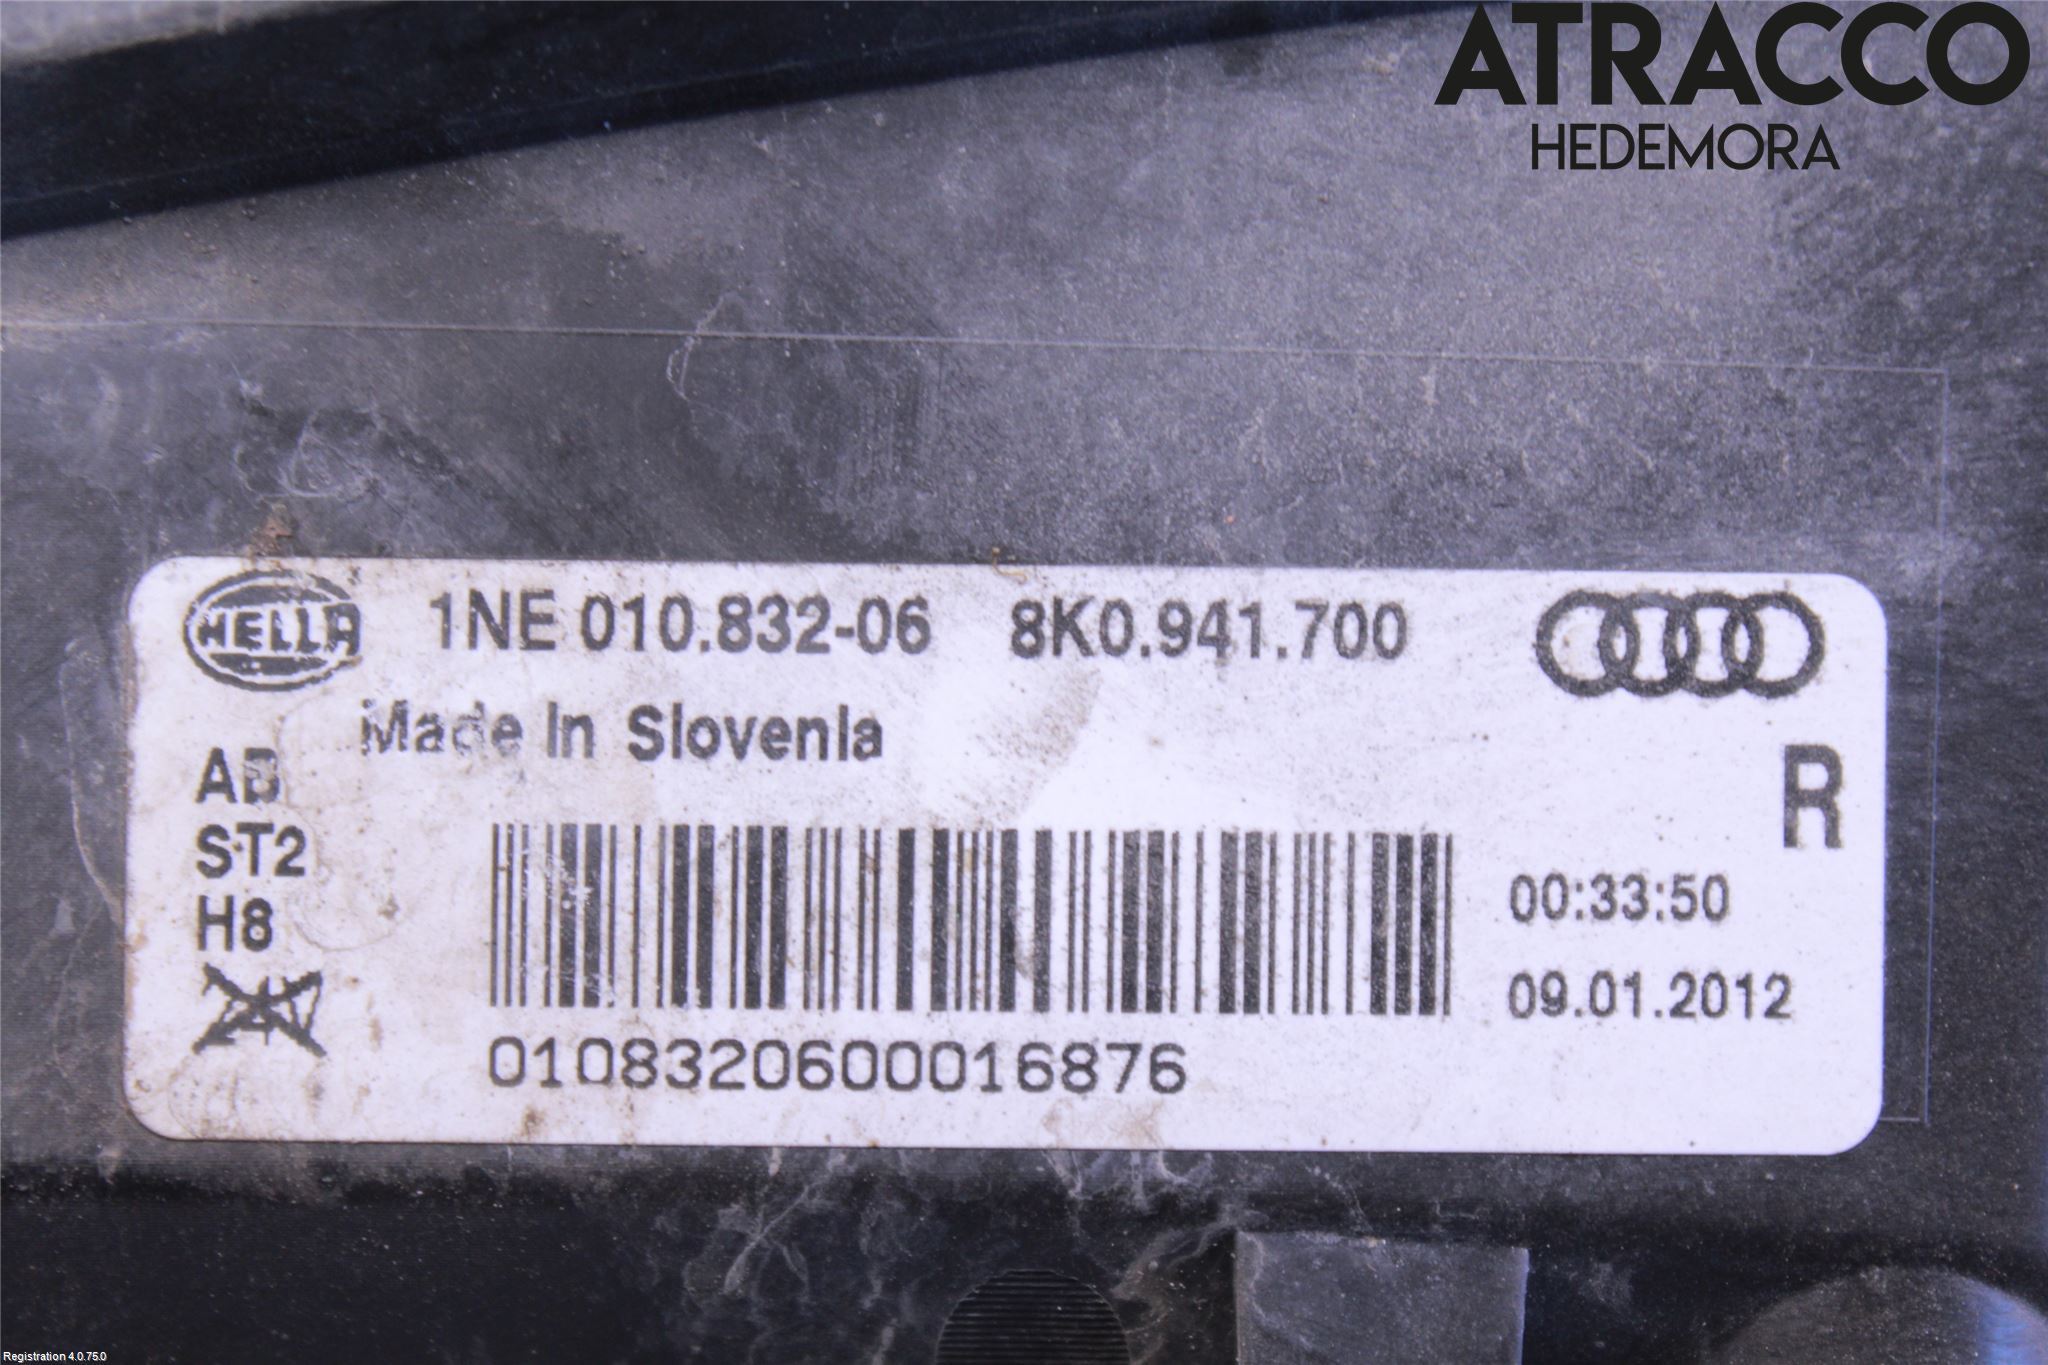 ATRACCO
HEDEMORA
HELLA 1NE 010.832-06 8K0.941.700
Made In Slovenia
R
AB
ST2
H8
00:33:50
09.01.2012
0108320600016876
Registration 4.0.75.0